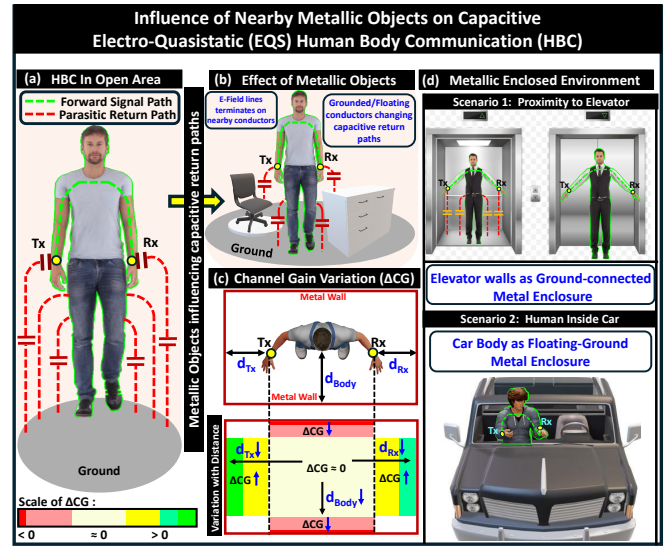 Influence of Nearby Metallic Objects on Capacitive
Electro-Quasistatic (EQS) Human Body Communication (HBC)
(a) HBC In Open Area
Forward Signal Path
Parasitic Return Path
Tx
Rx
Ground
Scale of ΔCG :
< 0
≈ 0
> 0
Metal Objects influencing capacitive return paths
(b) Effect of Metallic Objects
E-Field lines
terminates on
nearby conductors
Grounded/Floating
conductors changing
capacitive return
paths
Tx
Rx
Ground
(c) Channel Gain Variation (ΔCG)
Metal Wall
Tx
Rx
dTx
dRx
dBody
Metal Wall
Variation with Distance
ΔCG ↓
dTx ↓
dRx ↓
ΔCG ↑
ΔCG ≈ 0
ΔCG ↑
dBody ↓
ΔCG ↓
(d) Metallic Enclosed Environment
Scenario 1: Proximity to Elevator
Tx
Rx
Tx
Rx
Elevator walls as Ground-connected
Metal Enclosure
Scenario 2: Human Inside Car
Car Body as Floating-Ground
Metal Enclosure
Tx
Rx